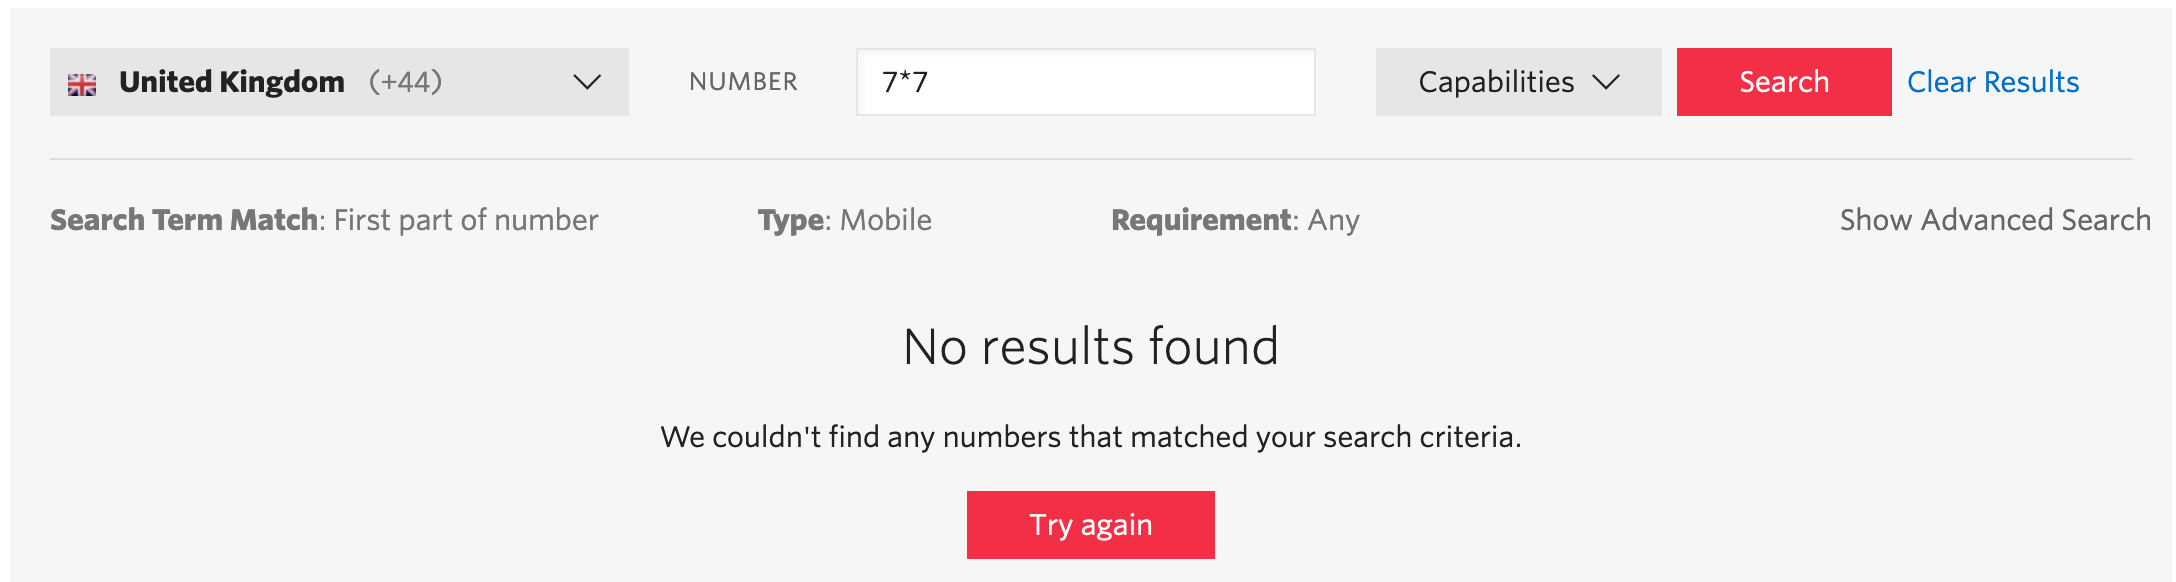 United Kingdom (+44) NUMBER 7*7 Capabilities Search Clear Results
Search Term Match: First part of number Type: Mobile Requirement: Any Show Advanced Search
No results found
We couldn't find any numbers that matched your search criteria.
Try again